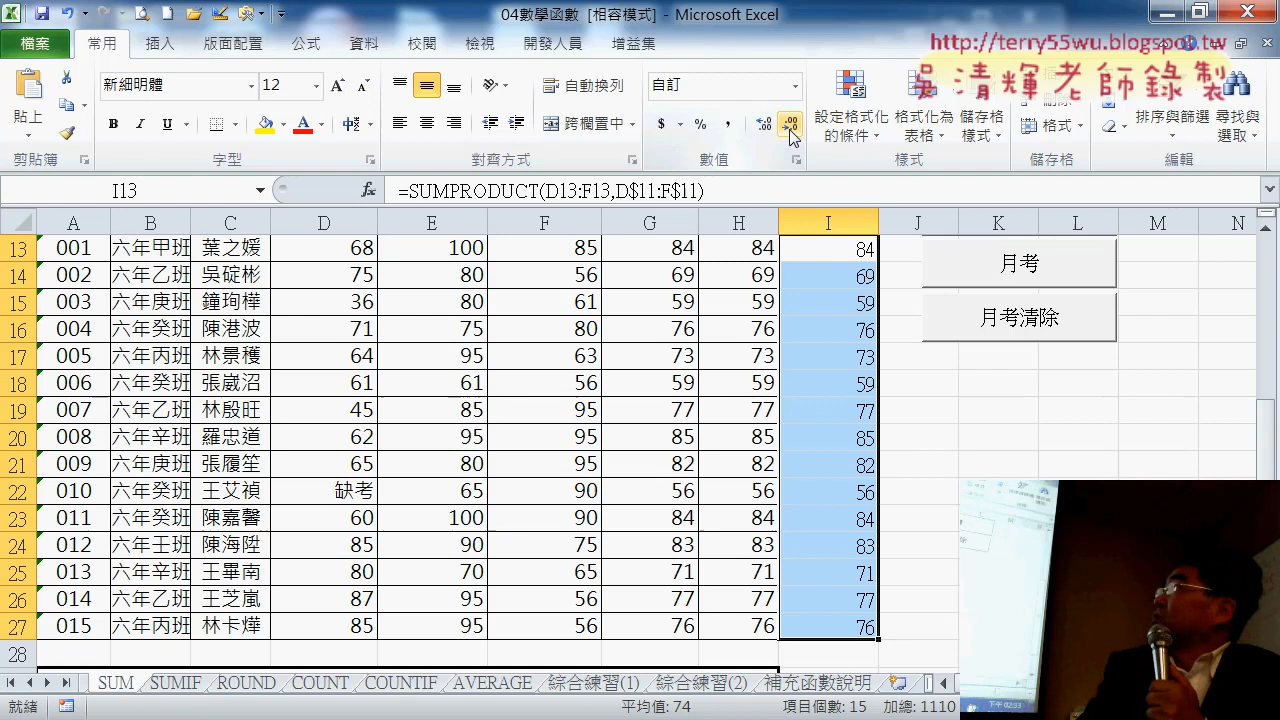 04數學函數 [相容模式] - Microsoft Excel
檔案 常用 插入 版面配置 公式 資料 校閱 檢視 開發人員 增益集
http://terry55wu.blogspot.tw
吳清輝老師錄製
新細明體 12 自動換列 自訂
貼上 B I U 中 跨欄置中 $ % , .00 設定格式化的條件 格式化為表格 儲存格樣式 刪除 格式 排序與篩選 尋找與選取
剪貼簿 字型 對齊方式 數值 樣式 儲存格 編輯
I13 fx =SUMPRODUCT(D13:F13,D$11:F$11)
A B C D E F G H I J K L M N
13 001 六年甲班 葉之媛 68 100 85 84 84 84
14 002 六年乙班 吳碇彬 75 80 56 69 69 69
15 003 六年庚班 鐘珣樺 36 80 61 59 59 59
16 004 六年癸班 陳港波 71 75 80 76 76 76
17 005 六年丙班 林景穫 64 95 63 73 73 73
18 006 六年癸班 張崴沼 61 61 56 59 59 59
19 007 六年乙班 林殷旺 45 85 95 77 77 77
20 008 六年辛班 羅忠道 62 95 95 85 85 85
21 009 六年庚班 張履笙 65 80 95 82 82 82
22 010 六年癸班 王艾禎 缺考 65 90 56 56 56
23 011 六年癸班 陳嘉馨 60 100 90 84 84 84
24 012 六年壬班 陳海陞 85 90 75 83 83 83
25 013 六年辛班 王畢南 80 70 65 71 71 71
26 014 六年乙班 王芝嵐 87 95 56 77 77 77
27 015 六年丙班 林卡燁 85 95 56 76 76 76
28
月考
月考清除
SUM SUMIF ROUND COUNT COUNTIF AVERAGE 綜合練習(1) 綜合練習(2) 補充函數說明
就緒 平均值: 74 項目個數: 15 加總: 1110
下午 02:33